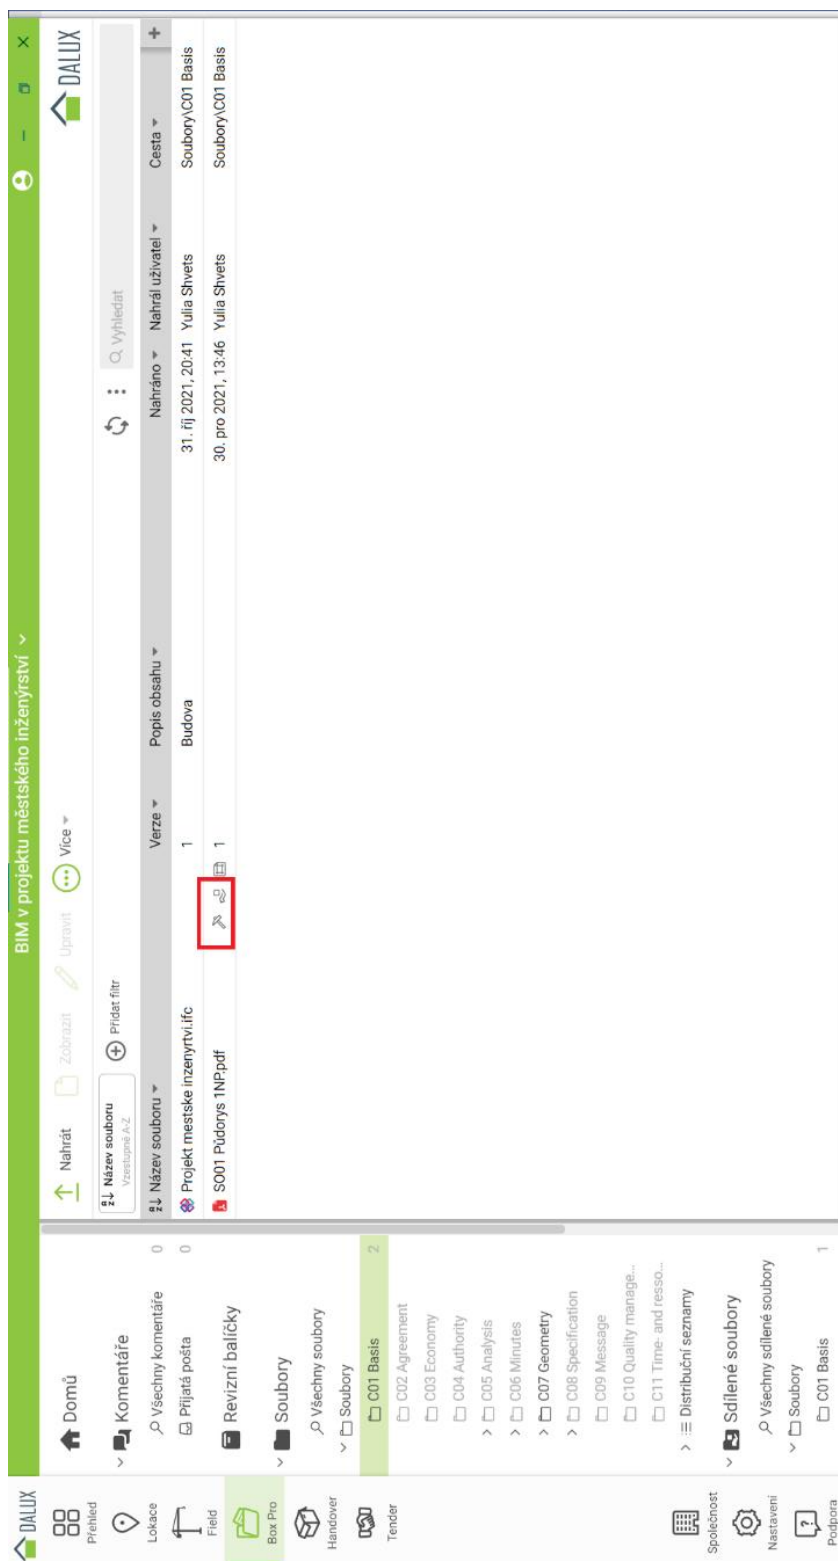 DALUX
BIM v projektu městského inženýrství
DALUX
Přehled
Lokace
Field
Box Pro
Handover
Tender
Společnost
Nastavení
Podpora
Domů
Komentáře
Všechny komentáře 0
Přijatá pošta 0
Revizní balíčky
Soubory
Všechny soubory
Soubory
C01 Basis 2
C02 Agreement
C03 Economy
C04 Authority
C05 Analysis
C06 Minutes
C07 Geometry
C08 Specification
C09 Message
C10 Quality manage...
C11 Time- and resso...
Distribuční seznamy
Sdílené soubory
Všechny sdílené soubory
Soubory
C01 Basis 1
Nahrát Zobrazit Upravit Více
Název souboru
Vzestupně A-Z
Přidat filtr
Vyhledat
Název souboru Verze Popis obsahu Nahráno Nahrál uživatel Cesta
Projekt mestske inzenyrtvi.ifc 1 Budova 31. říj 2021, 20:41 Yulia Shvets Soubory\C01 Basis
SO01 Půdorys 1NP.pdf 1 30. pro 2021, 13:46 Yulia Shvets Soubory\C01 Basis